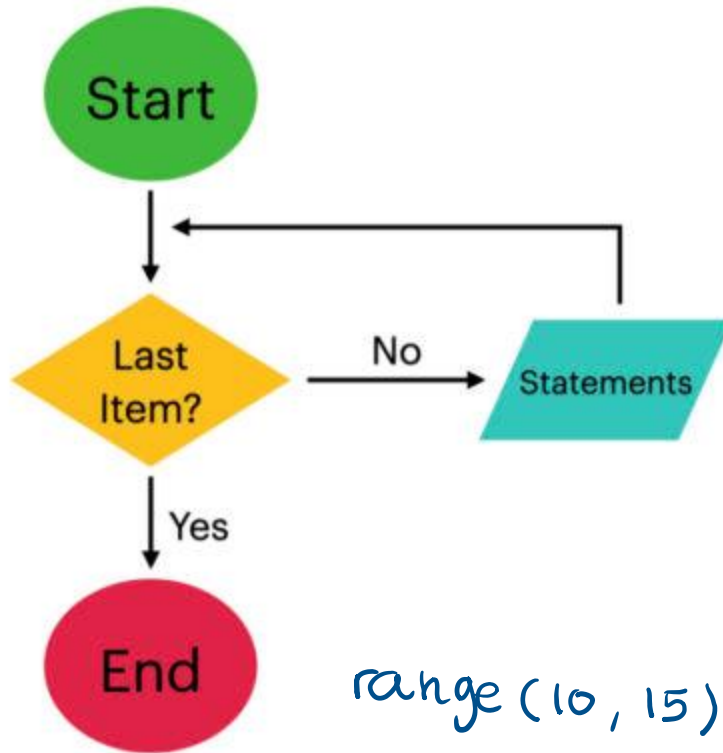 Start
Last
Item?
No
Statements
Yes
End
range (10, 15)